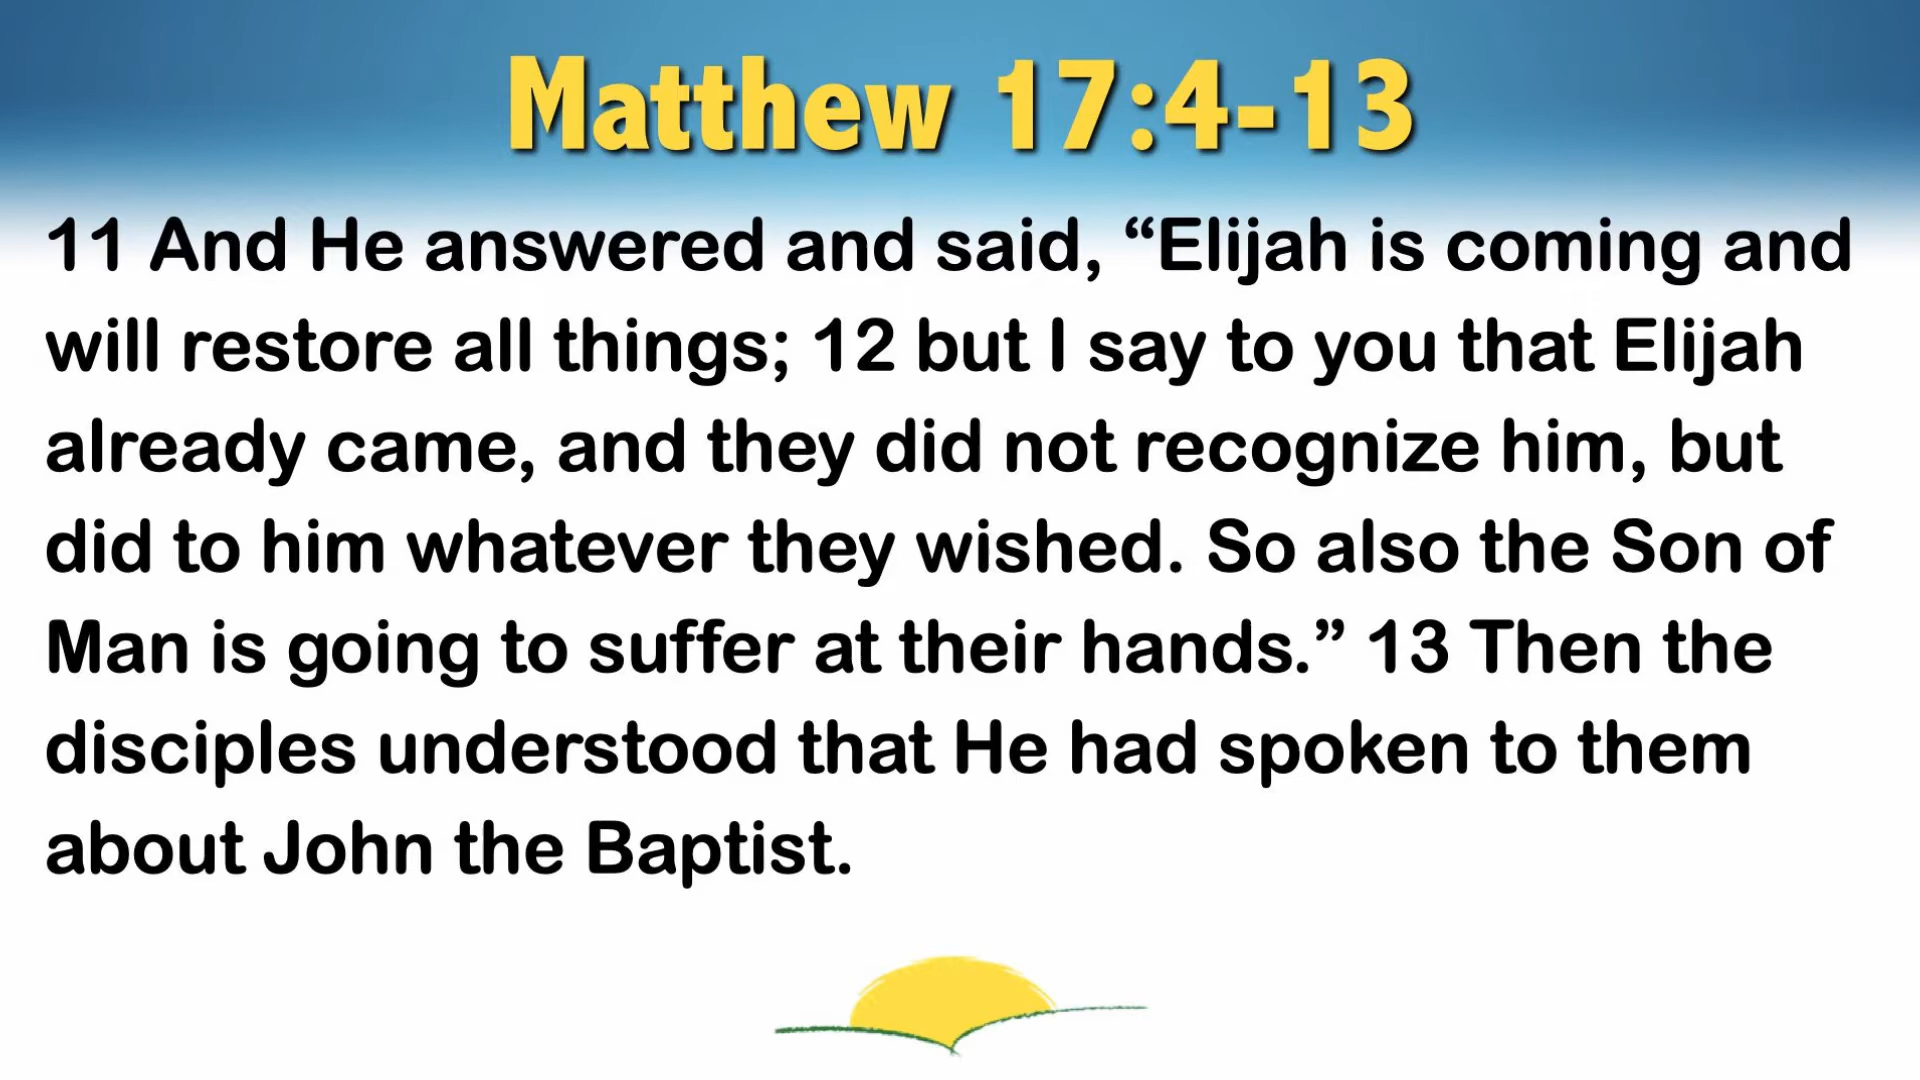 Matthew 17:4-13
11 And He answered and said, “Elijah is coming and
will restore all things; 12 but I say to you that Elijah
already came, and they did not recognize him, but
did to him whatever they wished. So also the Son of
Man is going to suffer at their hands.” 13 Then the
disciples understood that He had spoken to them
about John the Baptist.